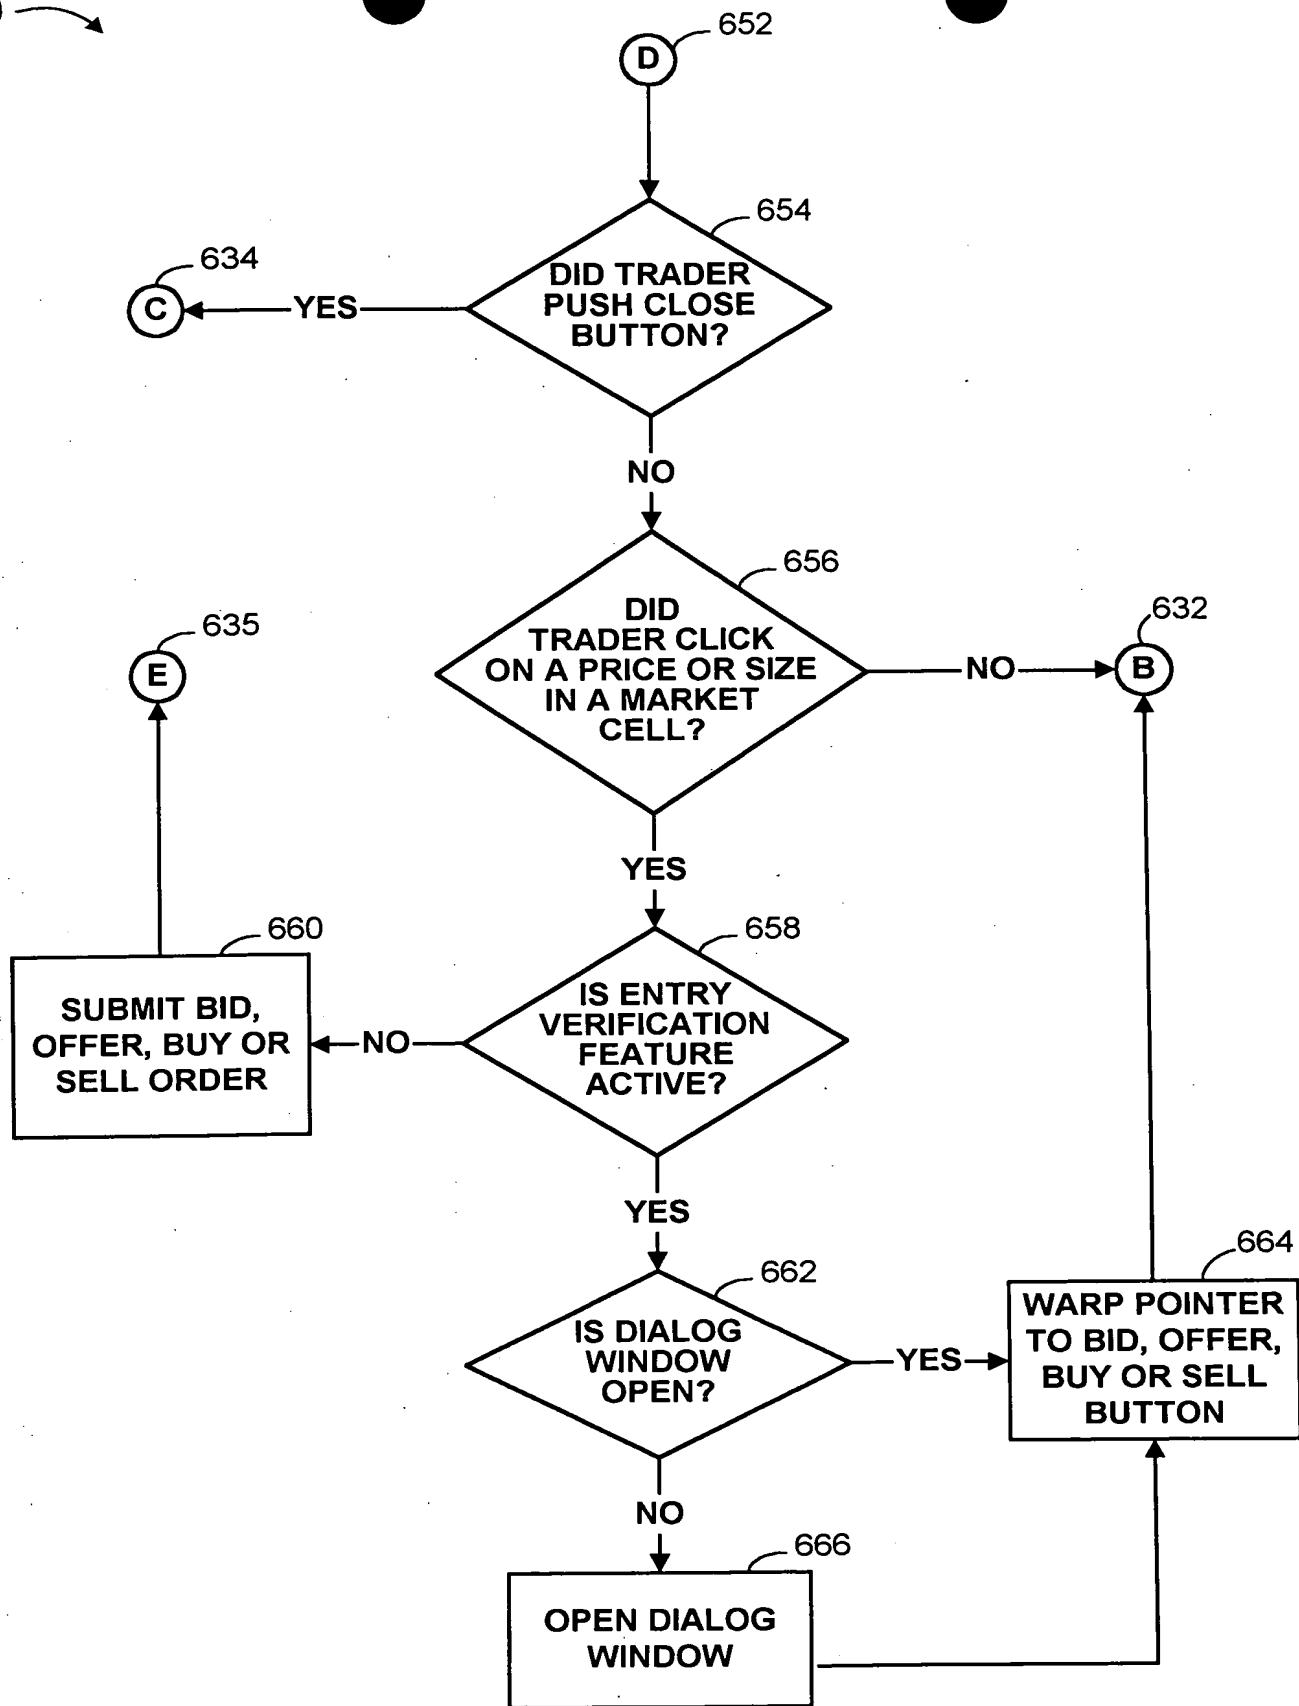 652
D
654
DID TRADER
PUSH CLOSE
BUTTON?
634
C
YES
NO
656
DID
TRADER CLICK
ON A PRICE OR SIZE
IN A MARKET
CELL?
635
E
632
NO
B
YES
660
SUBMIT BID,
OFFER, BUY OR
SELL ORDER
658
IS ENTRY
VERIFICATION
FEATURE
ACTIVE?
NO
YES
662
IS DIALOG
WINDOW
OPEN?
YES
664
WARP POINTER
TO BID, OFFER,
BUY OR SELL
BUTTON
NO
666
OPEN DIALOG
WINDOW